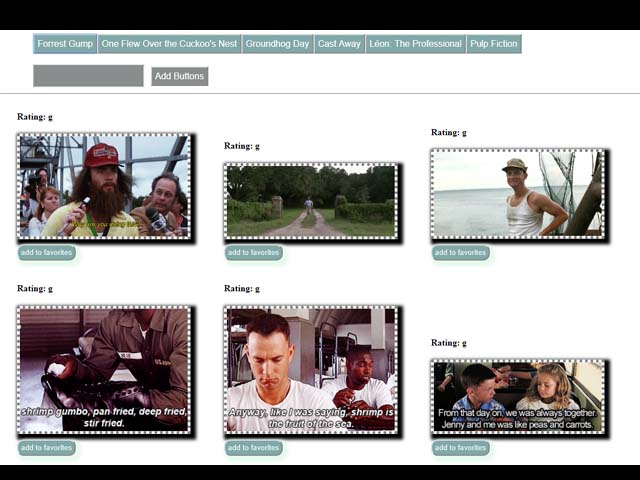 Forrest Gump
One Flew Over the Cuckoo's Nest
Groundhog Day
Cast Away
Léon: The Professional
Pulp Fiction
Add Buttons
Rating: g
Rating: g
Rating: g
add to favorites
add to favorites
add to favorites
Rating: g
Rating: g
Rating: g
shrimp gumbo, pan fried, deep fried,
stir fried.
Anyway, like I was saying, shrimp is
the fruit of the sea.
From that day on, we was always together.
Jenny and me was like peas and carrots.
add to favorites
add to favorites
add to favorites